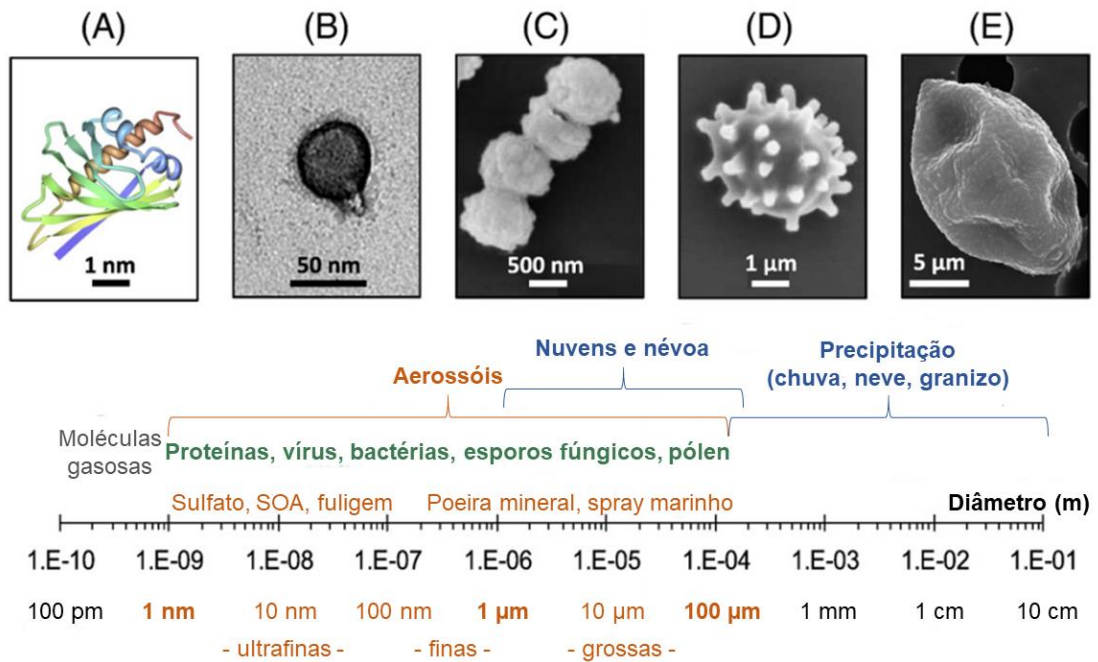 (A) (B) (C) (D) (E)
1 nm 50 nm 500 nm 1 µm 5 µm
Nuvens e névoa
Precipitação
(chuva, neve, granizo)
Aerossóis
Moléculas
gasosas
Proteínas, vírus, bactérias, esporos fúngicos, pólen
Sulfato, SOA, fuligem Poeira mineral, spray marinho Diâmetro (m)
1.E-10 1.E-09 1.E-08 1.E-07 1.E-06 1.E-05 1.E-04 1.E-03 1.E-02 1.E-01
100 pm 1 nm 10 nm 100 nm 1 µm 10 µm 100 µm 1 mm 1 cm 10 cm
- ultrafinas - - finas - - grossas -